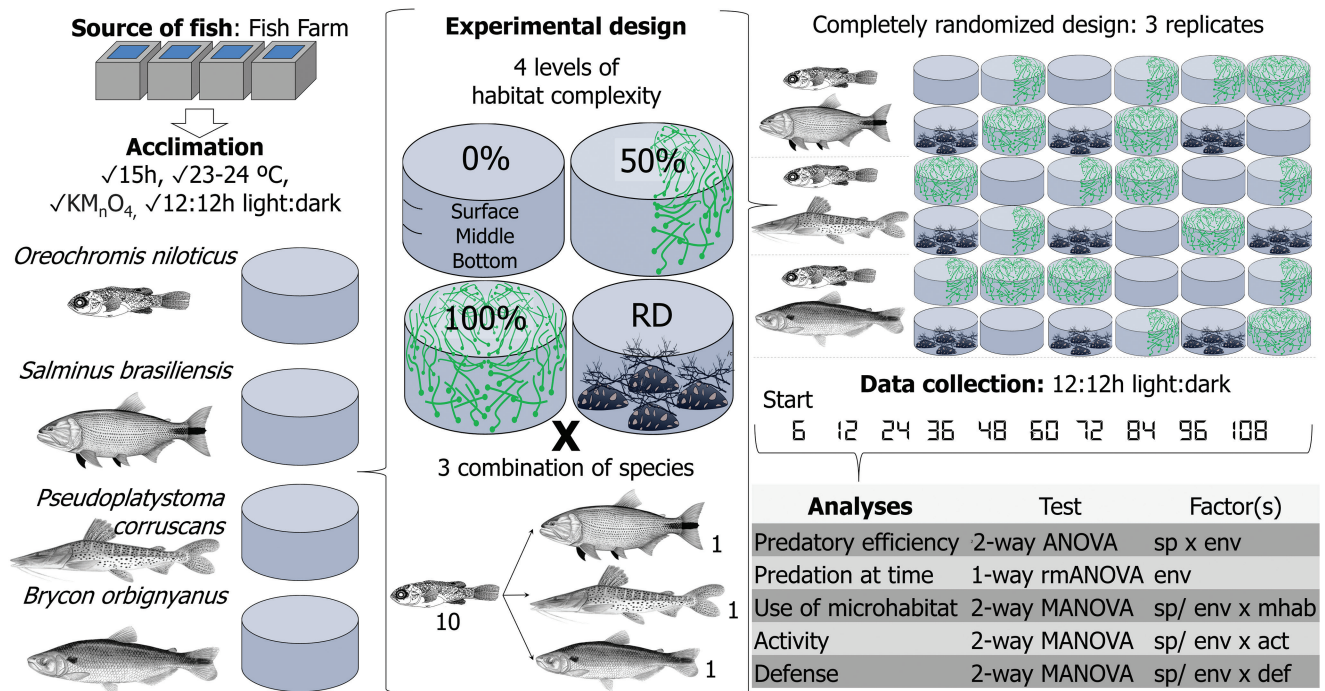 Source of fish: Fish Farm
Acclimation
✓15h, ✓23-24 ºC,
✓KMnO4, ✓12:12h light:dark
Oreochromis niloticus
Salminus brasiliensis
Pseudoplatystoma
corruscans
Brycon orbignyanus
Experimental design
4 levels of
habitat complexity
0%
50%
Surface
Middle
Bottom
100%
RD
X
3 combination of species
10
1
1
1
Completely randomized design: 3 replicates
Data collection: 12:12h light:dark
Start
6 12 24 36 48 60 72 84 96 108
Analyses Test Factor(s)
Predatory efficiency 2-way ANOVA sp x env
Predation at time 1-way rmANOVA env
Use of microhabitat 2-way MANOVA sp/ env x mhab
Activity 2-way MANOVA sp/ env x act
Defense 2-way MANOVA sp/ env x def